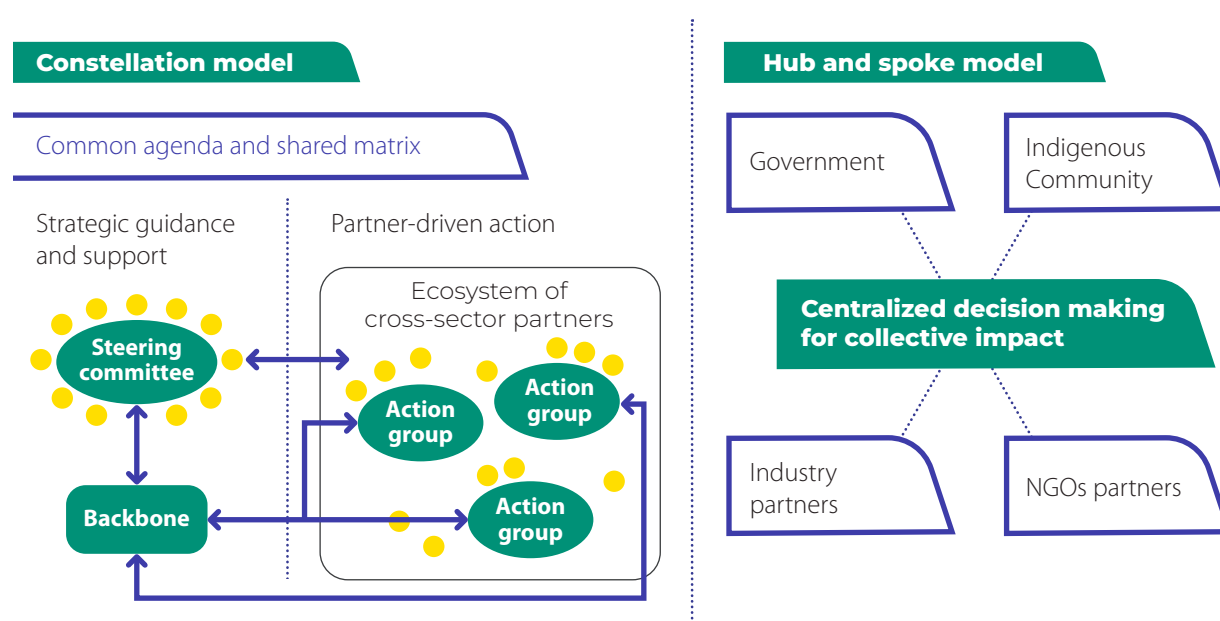 Constellation model
Common agenda and shared matrix
Strategic guidance
and support
Partner-driven action
Ecosystem of
cross-sector partners
Steering
committee
Action
group
Action
group
Action
group
Backbone
Hub and spoke model
Government
Indigenous
Community
Centralized decision making
for collective impact
Industry
partners
NGOs partners